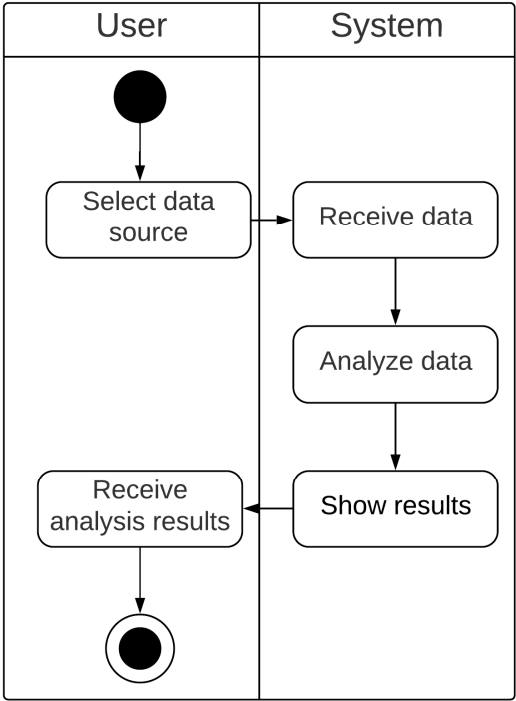 User
System
Select data
source
Receive data
Analyze data
Receive
analysis results
Show results